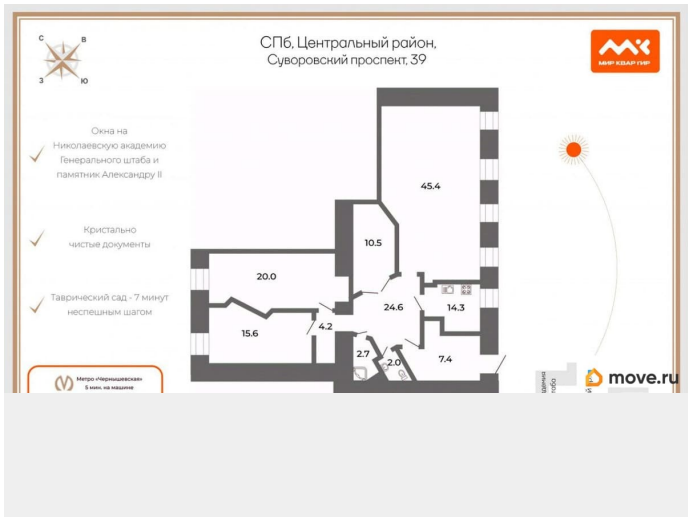 С
В
З
Ю
СПб, Центральный район,
Суворовский проспект, 39
МИР КВАРТИР
Окна на
Николаевскую академию
Генерального штаба и
памятник Александру II
Кристально
чистые документы
Таврический сад - 7 минут
неспешным шагом
Метро «Чернышевская»
5 мин. на машине
45.4
10.5
20.0
24.6
14.3
15.6
4.2
2.7
2.0
7.4
move.ru